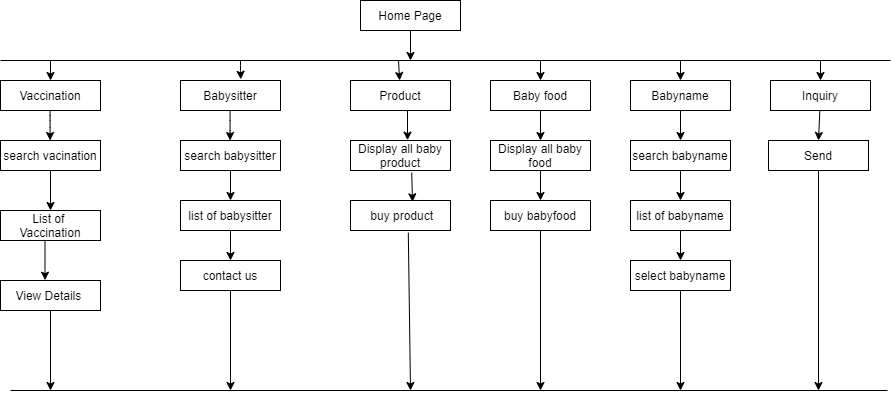 Home Page
Vaccination
Babysitter
Product
Baby food
Babyname
Inquiry
search vacination
search babysitter
Display all baby
product
Display all baby
food
search babyname
Send
List of
Vaccination
list of babysitter
buy product
buy babyfood
list of babyname
View Details
contact us
select babyname